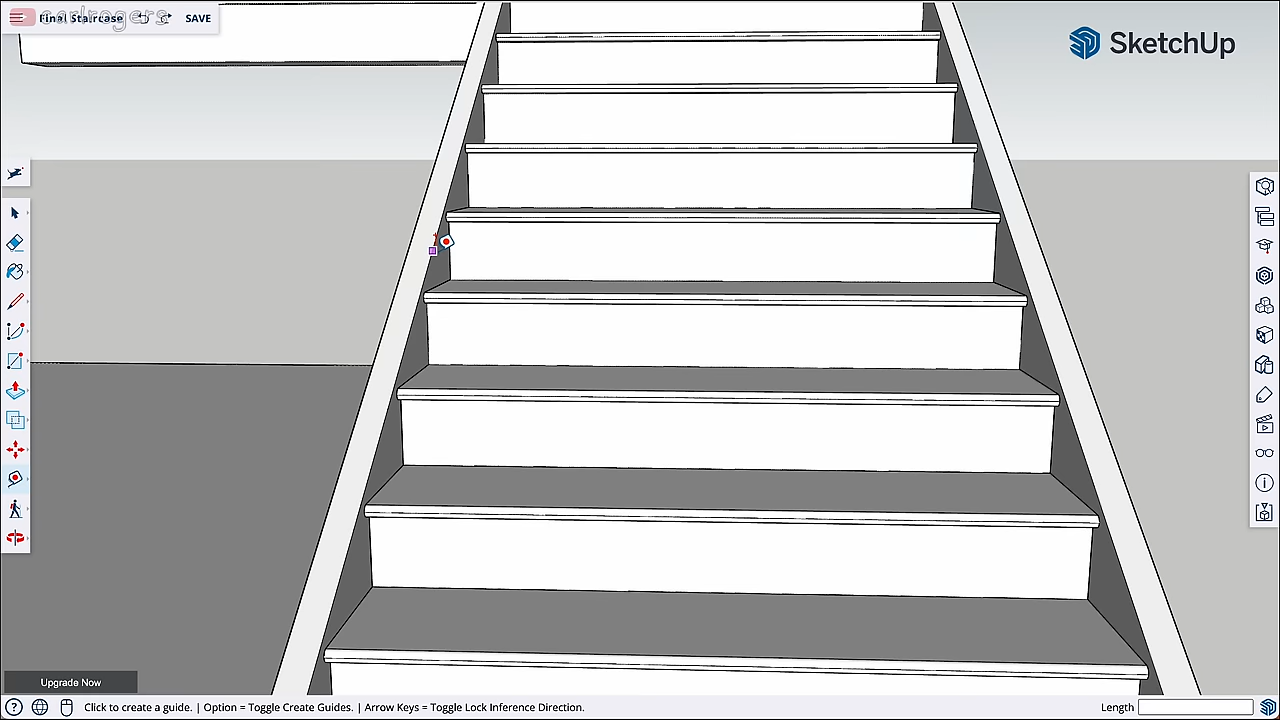 Final Staircase
carlrogers
SAVE
SketchUp
Upgrade Now
Click to create a guide. | Option = Toggle Create Guides. | Arrow Keys = Toggle Lock Inference Direction.
Length